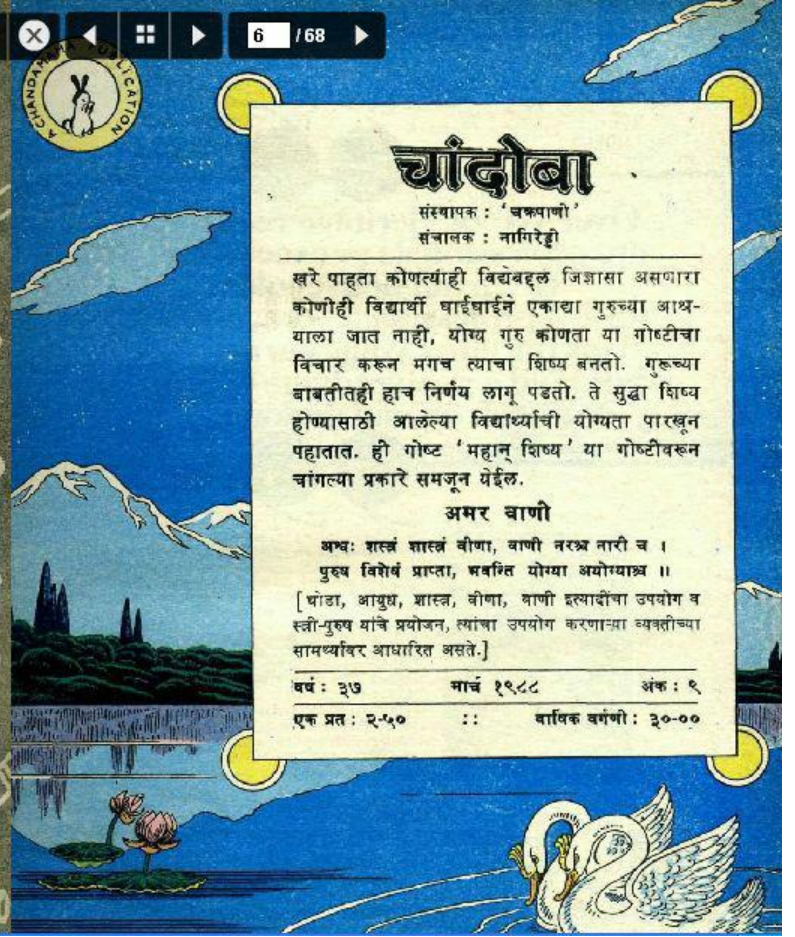 6 /68
A CHANDAMAMA PUBLICATION
चांदोबा
संस्थापक : ' चक्रपाणी '
संचालक : नागिरेड्डी
खरे पाहता कोणत्याही विद्येबद्दल जिज्ञासा असणारा
कोणीही विद्यार्थी घाईघाईने एकाद्या गुरुच्या आश्र-
याला जात नाही, योग्य गुरु कोणता या गोष्टीचा
विचार करून मगच त्याचा शिष्य बनतो. गुरूच्या
बाबतीतही हाच निर्णय लागू पडतो. ते सुद्धा शिष्य
होण्यासाठी आलेल्या विद्यार्थ्याची योग्यता पारखून
पहातात. ही गोष्ट ' महान् शिष्य ' या गोष्टीवरून
चांगल्या प्रकारे समजून येईल.
अमर वाणी
अश्वः शस्त्रं शास्त्रं वीणा, वाणी नरश्च नारी च ।
पुरुष विशेषं प्राप्ता, भवन्ति योग्या अयोग्याश्च ॥
[ घोडा, आयुध, शास्त्र, वीणा, वाणी इत्यादींचा उपयोग व
स्त्री-पुरुष यांचे प्रयोजन, त्यांचा उपयोग करणाऱ्या व्यक्तीच्या
सामर्थ्यावर आधारित असते.]
वर्ष : ३७ मार्च १९८८ अंक : ९
एक प्रत : २-५० : : वार्षिक वर्गणी : ३०-००